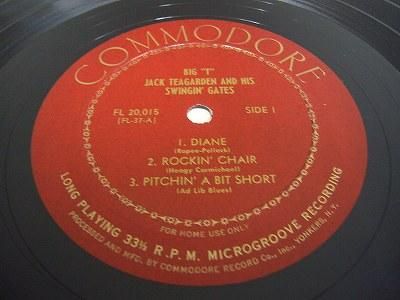 COMMODORE
BIG "T"
JACK TEAGARDEN AND HIS
SWINGIN' GATES
FL 20,015
[FL-37-A]
SIDE 1
1. DIANE
(Rapee-Pollack)
2. ROCKIN' CHAIR
(Hoagy Carmichael)
3. PITCHIN' A BIT SHORT
(Ad Lib Blues)
FOR HOME USE ONLY
LONG PLAYING 33⅓ R.P.M. MICROGROOVE RECORDING
PROCESSED AND MFG. BY COMMODORE RECORD Co., Inc., YONKERS, N.Y.